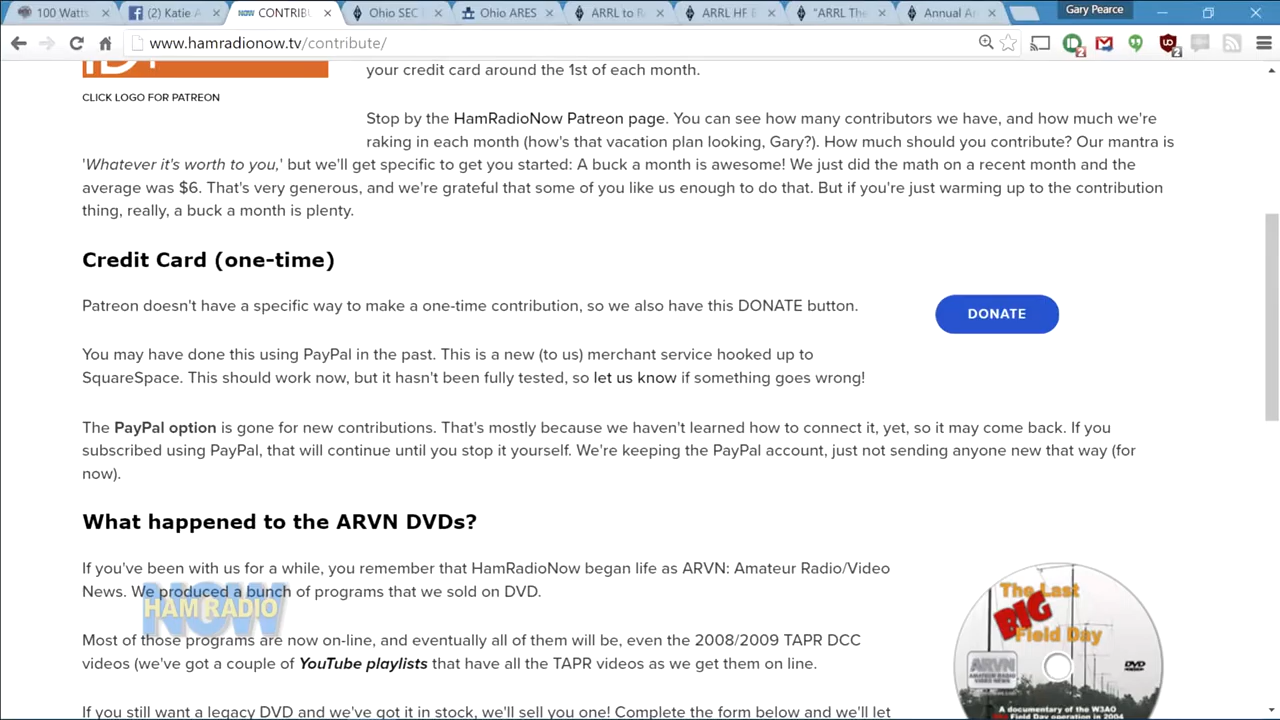 100 Watts
(2) Katie A
CONTRIBU
Ohio SEC
Ohio ARES
ARRL to R
ARRL HF &
"ARRL The
Annual Ar
Gary Pearce
www.hamradionow.tv/contribute/
your credit card around the 1st of each month.
CLICK LOGO FOR PATREON
Stop by the HamRadioNow Patreon page. You can see how many contributors we have, and how much we're
raking in each month (how's that vacation plan looking, Gary?). How much should you contribute? Our mantra is
'Whatever it's worth to you,' but we'll get specific to get you started: A buck a month is awesome! We just did the math on a recent month and the
average was $6. That's very generous, and we're grateful that some of you like us enough to do that. But if you're just warming up to the contribution
thing, really, a buck a month is plenty.
Credit Card (one-time)
Patreon doesn't have a specific way to make a one-time contribution, so we also have this DONATE button.
DONATE
You may have done this using PayPal in the past. This is a new (to us) merchant service hooked up to
SquareSpace. This should work now, but it hasn't been fully tested, so let us know if something goes wrong!
The PayPal option is gone for new contributions. That's mostly because we haven't learned how to connect it, yet, so it may come back. If you
subscribed using PayPal, that will continue until you stop it yourself. We're keeping the PayPal account, just not sending anyone new that way (for
now).
What happened to the ARVN DVDs?
If you've been with us for a while, you remember that HamRadioNow began life as ARVN: Amateur Radio/Video
News. We produced a bunch of programs that we sold on DVD.
HAM RADIO
NOW
Most of those programs are now on-line, and eventually all of them will be, even the 2008/2009 TAPR DCC
videos (we've got a couple of YouTube playlists that have all the TAPR videos as we get them on line.
If you still want a legacy DVD and we've got it in stock, we'll sell you one! Complete the form below and we'll let
The Last
BIG
Field Day
ARVN
AMATEUR RADIO
VIDEO NEWS
DVD
A documentary of the W3AO
Field Day operation in 2004